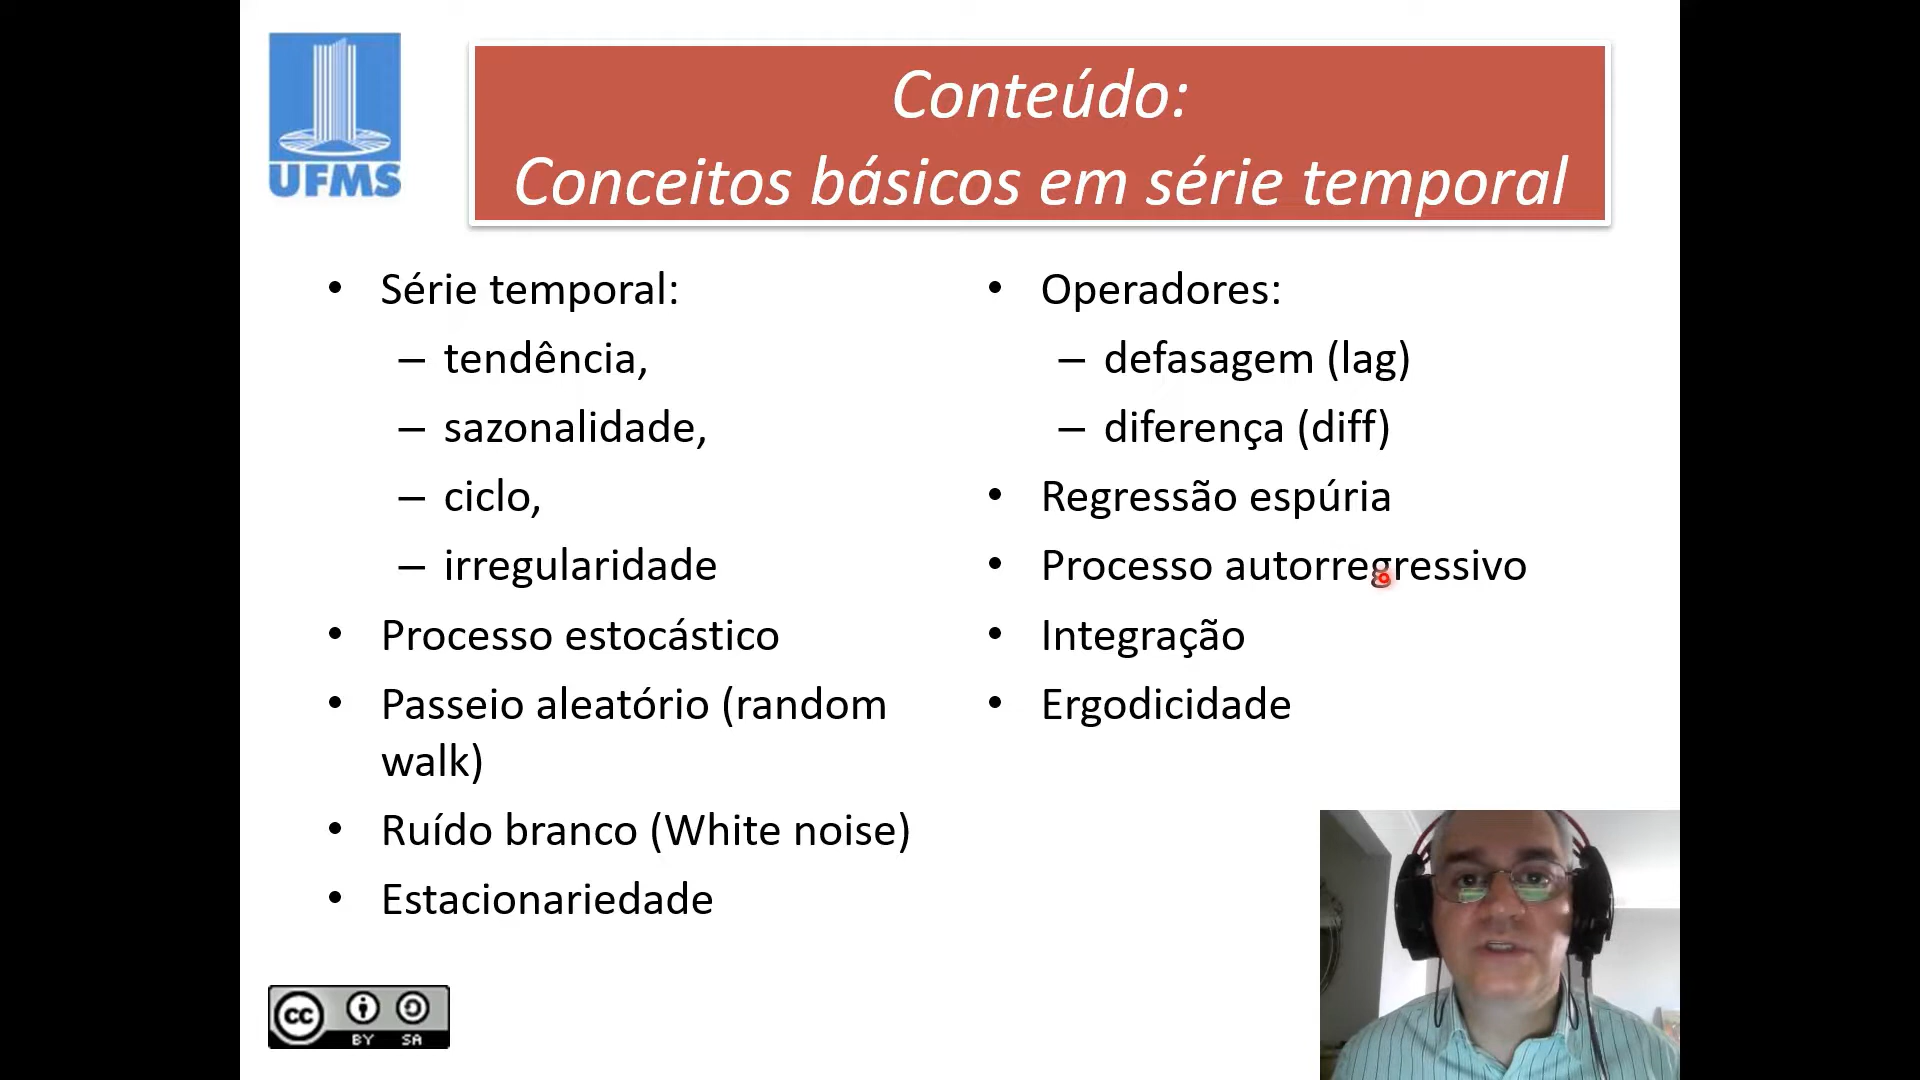 UFMS
Conteúdo:
Conceitos básicos em série temporal
• Série temporal:
– tendência,
– sazonalidade,
– ciclo,
– irregularidade
• Processo estocástico
• Passeio aleatório (random
walk)
• Ruído branco (White noise)
• Estacionariedade
• Operadores:
– defasagem (lag)
– diferença (diff)
• Regressão espúria
• Processo autorregressivo
• Integração
• Ergodicidade
cc
BY SA